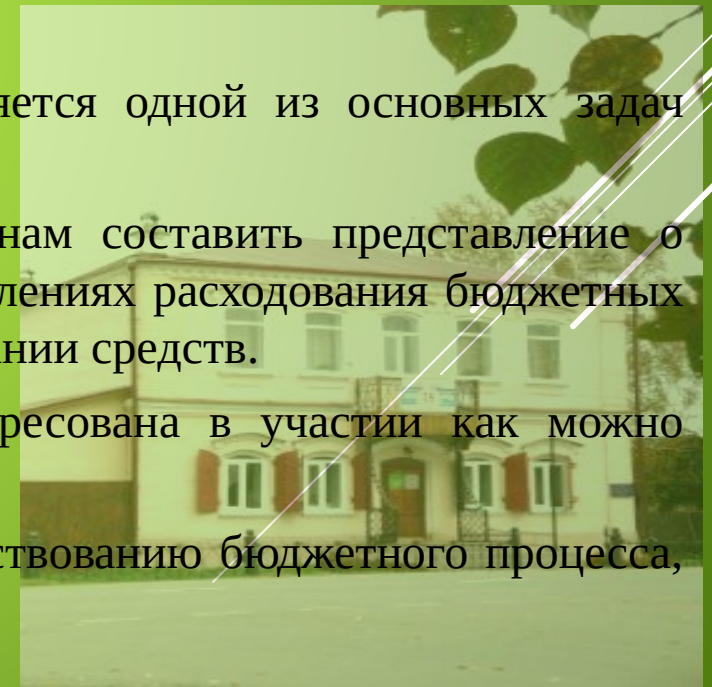 яется одной из основных задач
нам составить представление о
лениях расходования бюджетных
нии средств.
ресована в участии как можно
ствованию бюджетного процесса,